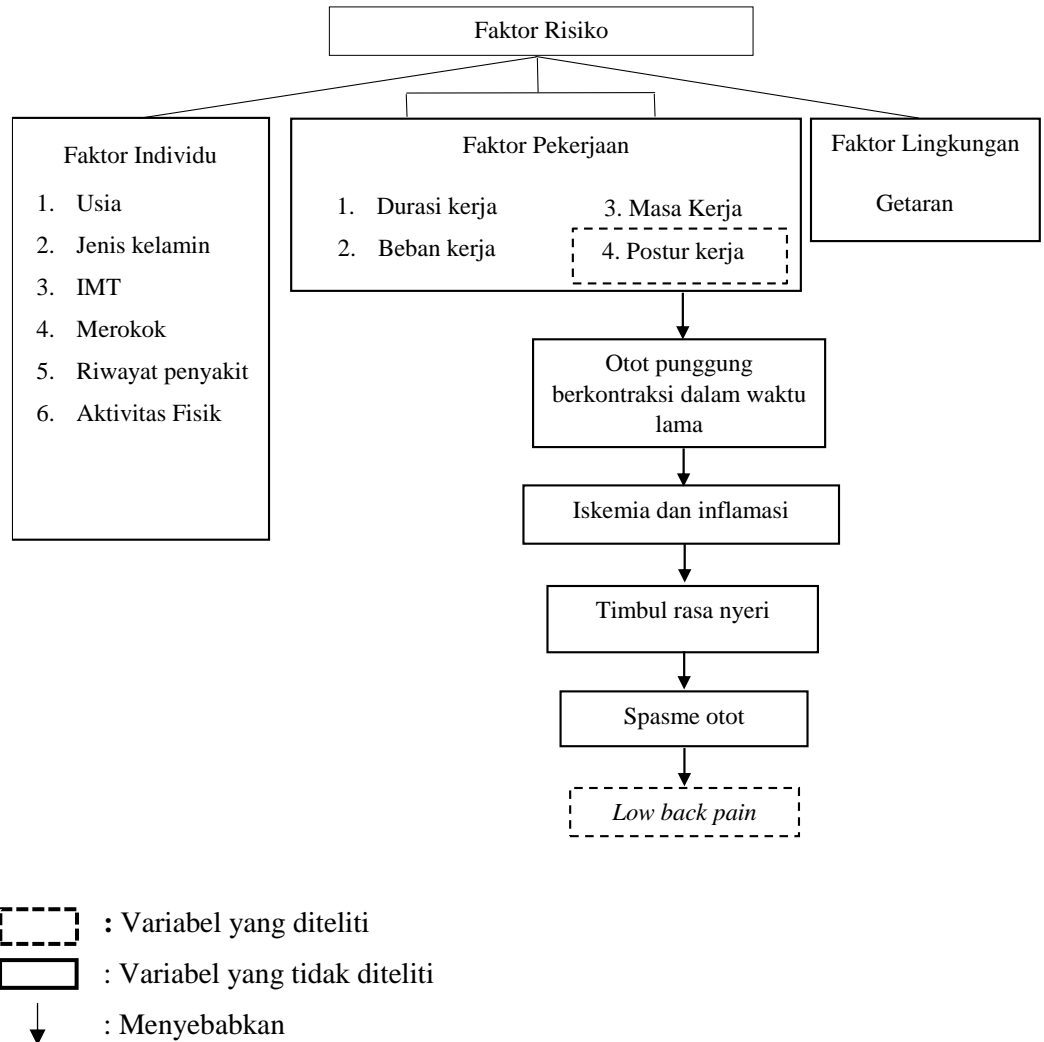 Faktor Risiko
Faktor Individu
1. Usia
2. Jenis kelamin
3. IMT
4. Merokok
5. Riwayat penyakit
6. Aktivitas Fisik
Faktor Pekerjaan
1. Durasi kerja
2. Beban kerja
3. Masa Kerja
4. Postur kerja
Faktor Lingkungan
Getaran
Otot punggung
berkontraksi dalam waktu
lama
Iskemia dan inflamasi
Timbul rasa nyeri
Spasme otot
Low back pain
: Variabel yang diteliti
: Variabel yang tidak diteliti
: Menyebabkan